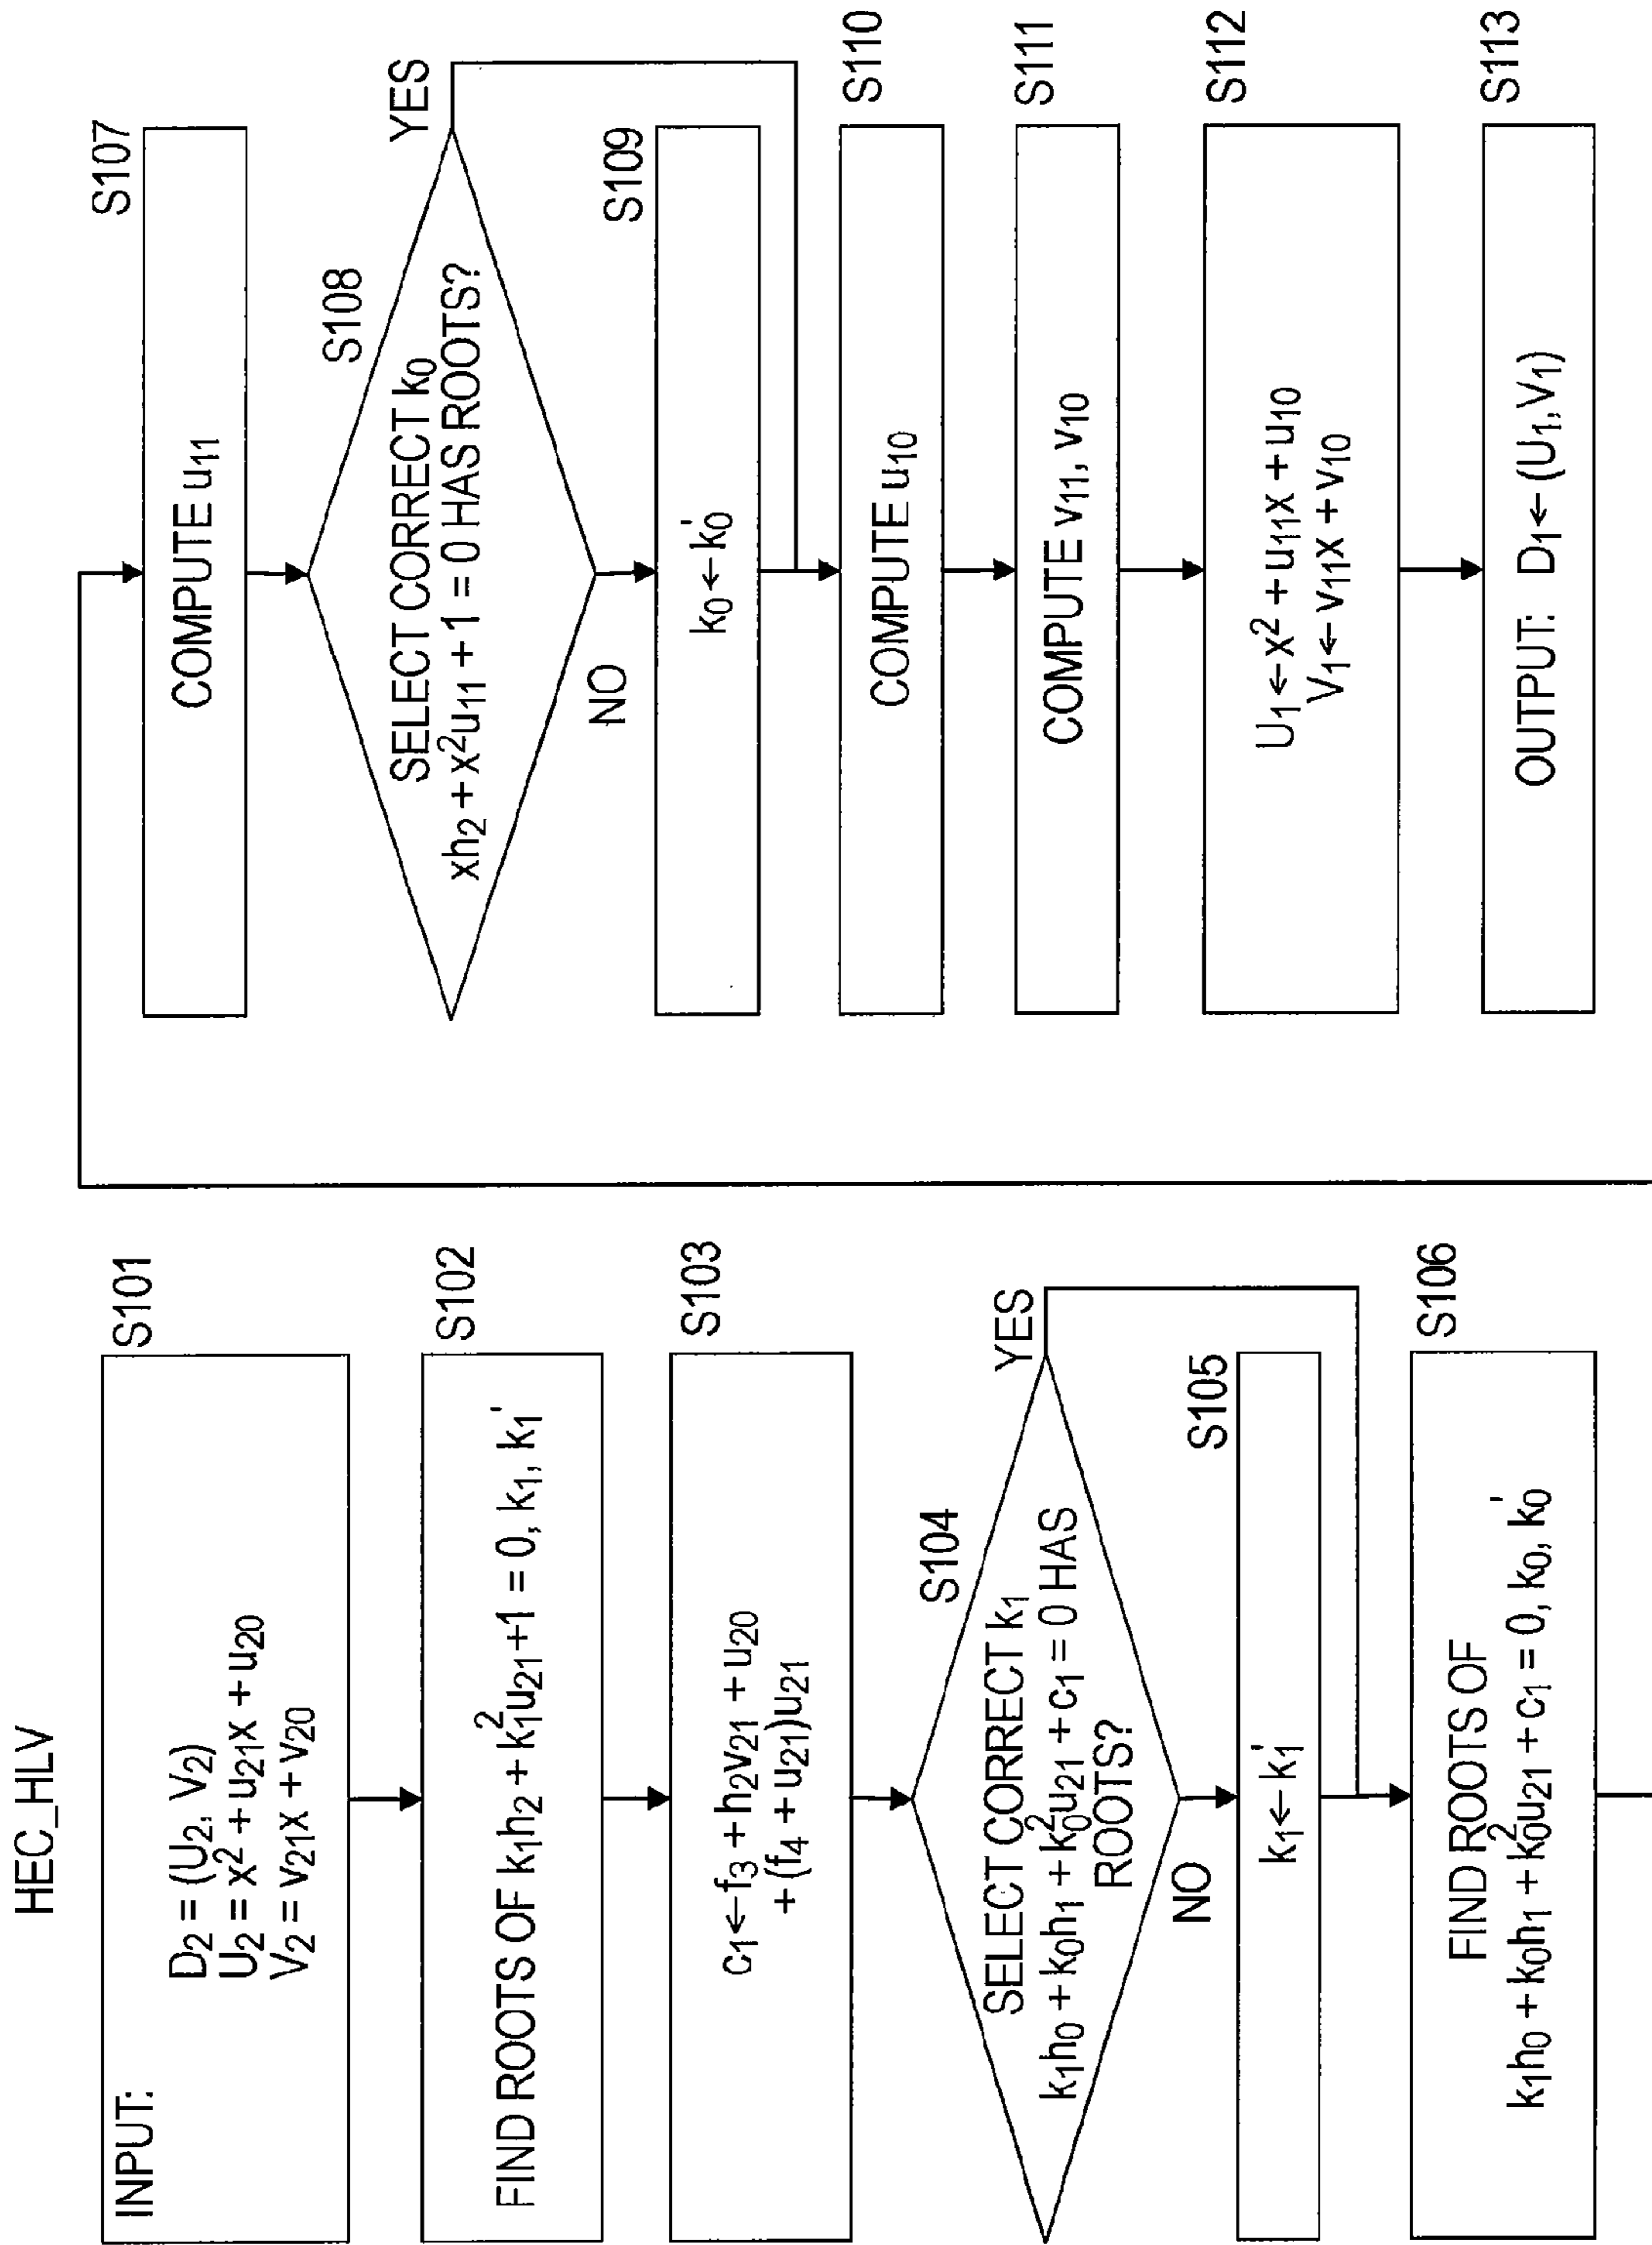 HEC_HLV
S101
INPUT:
D₂ = (U₂, V₂)
U₂ = x² + u₂₁x + u₂₀
V₂ = v₂₁x + v₂₀
S102
FIND ROOTS OF k₁h₂ + k₁²u₂₁+1 = 0, k₁, k₁'
S103
c₁ ← f₃ + h₂v₂₁ + u₂₀
+ (f₄ + u₂₁)u₂₁
S104
SELECT CORRECT k₁
k₁h₀ + k₀h₁ + k₀²u₂₁ + c₁ = 0 HAS
ROOTS?
YES
NO
S105
k₁ ← k₁'
S106
FIND ROOTS OF
k₁h₀ + k₀h₁ + k₀²u₂₁ + c₁ = 0, k₀, k₀'
S107
COMPUTE u₁₁
S108
SELECT CORRECT k₀
xh₂ + x²u₁₁ + 1 = 0 HAS ROOTS?
YES
NO
S109
k₀ ← k₀'
S110
COMPUTE u₁₀
S111
COMPUTE v₁₁, v₁₀
S112
U₁ ← x² + u₁₁x + u₁₀
V₁ ← v₁₁x + v₁₀
S113
OUTPUT: D₁ ← (U₁, V₁)